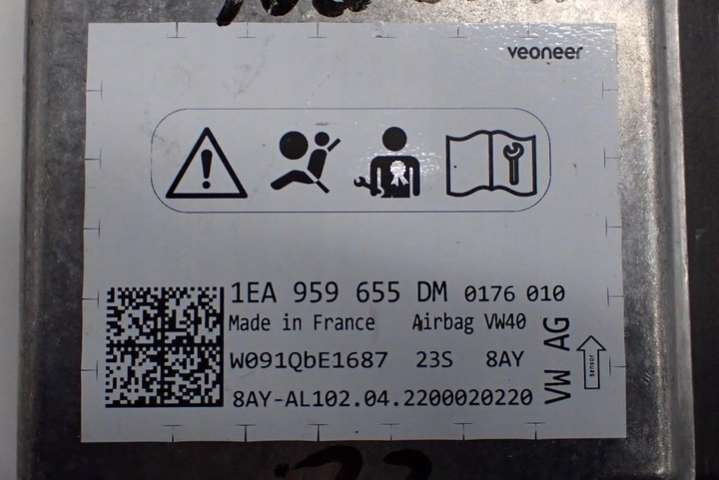 veoneer
1EA 959 655 DM 0176 010
Made in France Airbag VW40
W091QbE1687 23S 8AY
8AY-AL102.04.2200020220
VW AG
sensor